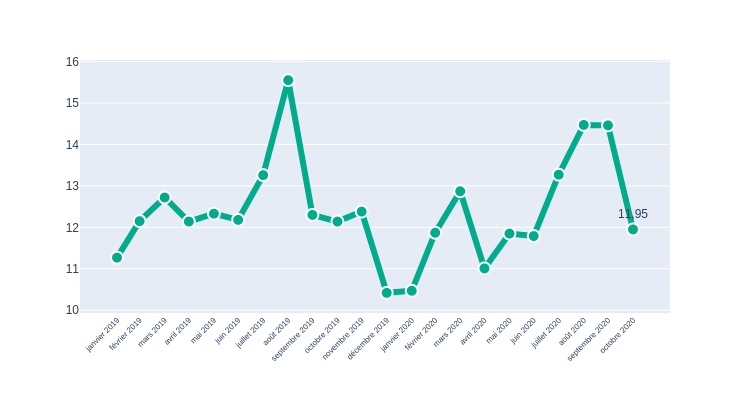 16
15
14
13
12
11
10
11.95
janvier 2019
février 2019
mars 2019
avril 2019
mai 2019
juin 2019
juillet 2019
août 2019
septembre 2019
octobre 2019
novembre 2019
décembre 2019
janvier 2020
février 2020
mars 2020
avril 2020
mai 2020
juin 2020
juillet 2020
août 2020
septembre 2020
octobre 2020